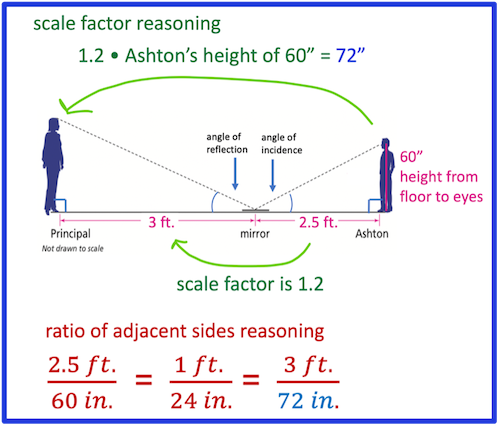 scale factor reasoning
1.2 • Ashton's height of 60” = 72”
angle of
reflection
angle of
incidence
60”
height from
floor to eyes
3 ft.
2.5 ft.
Principal
mirror
Ashton
Not drawn to scale
scale factor is 1.2
ratio of adjacent sides reasoning
2.5 ft. / 60 in. = 1 ft. / 24 in. = 3 ft. / 72 in.